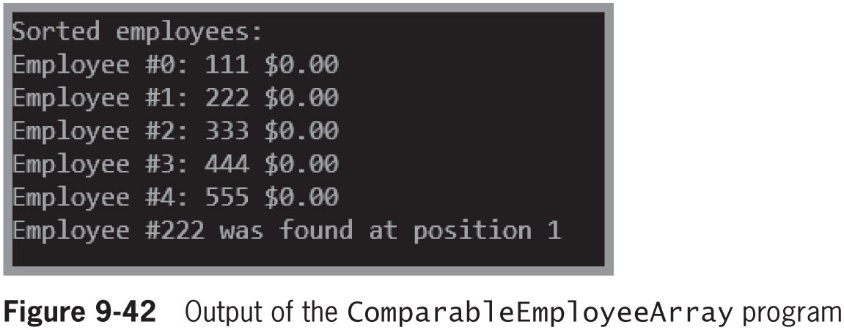 Sorted employees:
Employee #0: 111 $0.00
Employee #1: 222 $0.00
Employee #2: 333 $0.00
Employee #3: 444 $0.00
Employee #4: 555 $0.00
Employee #222 was found at position 1
Figure 9-42 Output of the ComparableEmployeeArray program